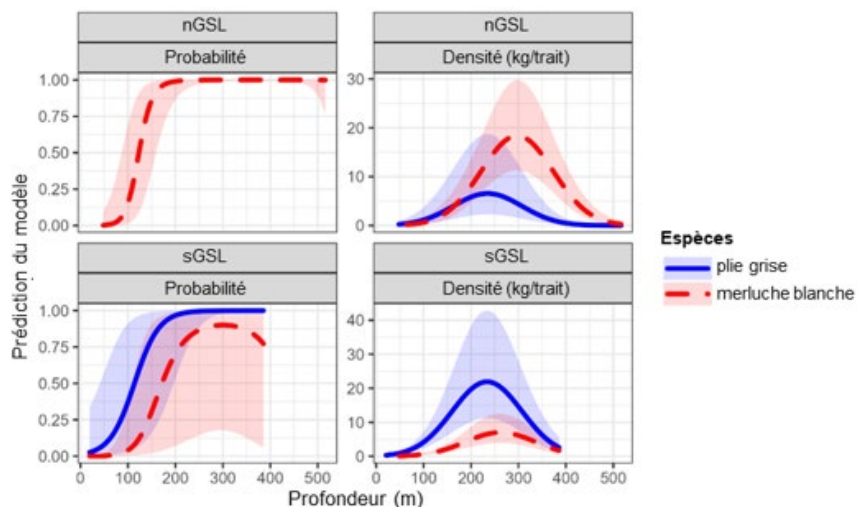 nGSL
nGSL
Probabilité
Densité (kg/trait)
1.00
0.75
0.50
0.25
0.00
30
20
10
0
Prédiction du modèle
sGSL
sGSL
Probabilité
Densité (kg/trait)
1.00
0.75
0.50
0.25
0.00
40
30
20
10
0
0 100 200 300 400 500
0 100 200 300 400 500
Profondeur (m)
Espèces
plie grise
merluche blanche